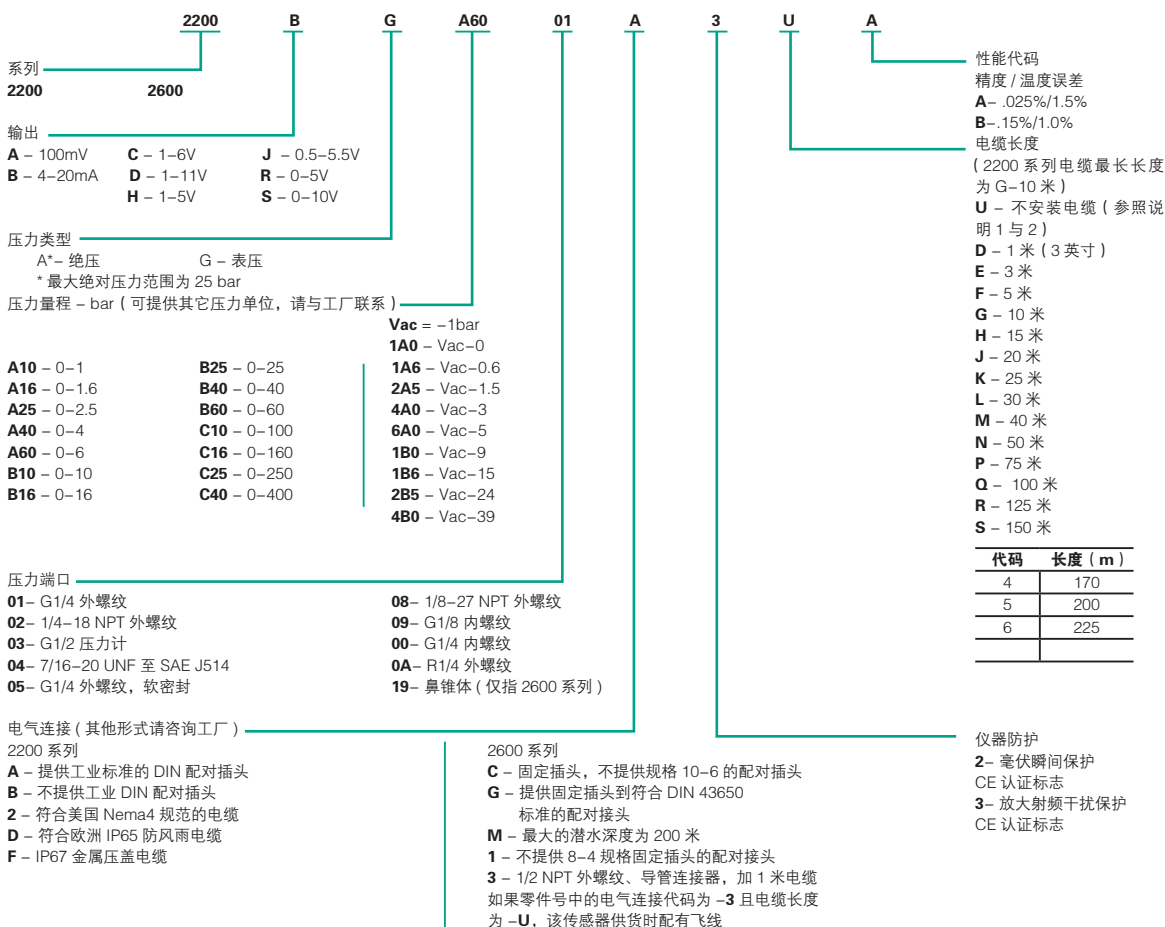 2200 B G A60 01 A 3 U A
系列
2200 2600
输出
A – 100mV C – 1–6V J – 0.5–5.5V
B – 4–20mA D – 1–11V R – 0–5V
H – 1–5V S – 0–10V
压力类型
A*– 绝压 G – 表压
* 最大绝对压力范围为 25 bar
压力量程 – bar（可提供其它压力单位，请与工厂联系）
Vac = –1bar
1A0 – Vac–0
A10 – 0–1 B25 – 0–25 1A6 – Vac–0.6
A16 – 0–1.6 B40 – 0–40 2A5 – Vac–1.5
A25 – 0–2.5 B60 – 0–60 4A0 – Vac–3
A40 – 0–4 C10 – 0–100 6A0 – Vac–5
A60 – 0–6 C16 – 0–160 1B0 – Vac–9
B10 – 0–10 C25 – 0–250 1B6 – Vac–15
B16 – 0–16 C40 – 0–400 2B5 – Vac–24
4B0 – Vac–39
压力端口
01– G1/4 外螺纹 08– 1/8–27 NPT 外螺纹
02– 1/4–18 NPT 外螺纹 09– G1/8 内螺纹
03– G1/2 压力计 00– G1/4 内螺纹
04– 7/16–20 UNF 至 SAE J514 0A– R1/4 外螺纹
05– G1/4 外螺纹，软密封 19– 鼻锥体 ( 仅指 2600 系列 )
电气连接 ( 其他形式请咨询工厂 )
2200 系列
A – 提供工业标准的 DIN 配对插头
B – 不提供工业 DIN 配对插头
2 – 符合美国 Nema4 规范的电缆
D – 符合欧洲 IP65 防风雨电缆
F – IP67 金属压盖电缆
2600 系列
C – 固定插头，不提供规格 10–6 的配对插头
G – 提供固定插头到符合 DIN 43650
标准的配对接头
M – 最大的潜水深度为 200 米
1 – 不提供 8–4 规格固定插头的配对接头
3 – 1/2 NPT 外螺纹、导管连接器，加 1 米电缆
如果零件号中的电气连接代码为 –3 且电缆长度
为 –U，该传感器供货时配有飞线
性能代码
精度 / 温度误差
A– .025%/1.5%
B–.15%/1.0%
电缆长度
( 2200 系列电缆最长长度
为 G–10 米 )
U – 不安装电缆（参照说
明 1 与 2）
D – 1 米（3 英寸）
E – 3 米
F – 5 米
G – 10 米
H – 15 米
J – 20 米
K – 25 米
L – 30 米
M – 40 米
N – 50 米
P – 75 米
Q – 100 米
R – 125 米
S – 150 米
代码 长度（m）
4 170
5 200
6 225
仪器防护
2– 毫伏瞬间保护
CE 认证标志
3– 放大射频干扰保护
CE 认证标志